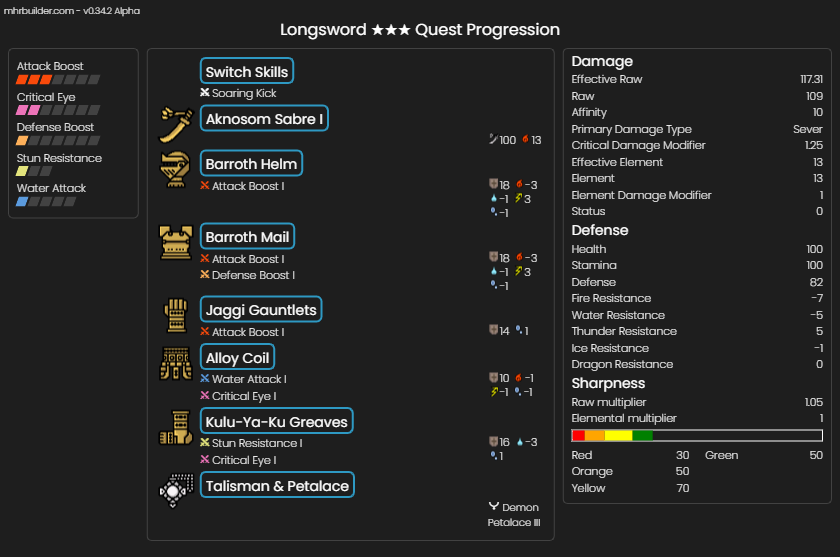 mhrbuilder.com - v0.34.2 Alpha
Longsword ★★★ Quest Progression
Attack Boost
Critical Eye
Defense Boost
Stun Resistance
Water Attack
Switch Skills
Soaring Kick
Aknosom Sabre I
100 13
Barroth Helm
Attack Boost I
18 -3
-1 3
-1
Barroth Mail
Attack Boost I
Defense Boost I
18 -3
-1 3
-1
Jaggi Gauntlets
Attack Boost I
14 1
Alloy Coil
Water Attack I
Critical Eye I
10 -1
-1 -1
Kulu-Ya-Ku Greaves
Stun Resistance I
Critical Eye I
16 -3
1
Talisman & Petalace
Demon
Petalace III
Damage
Effective Raw 117.31
Raw 109
Affinity 10
Primary Damage Type Sever
Critical Damage Modifier 1.25
Effective Element 13
Element 13
Element Damage Modifier 1
Status 0
Defense
Health 100
Stamina 100
Defense 82
Fire Resistance -7
Water Resistance -5
Thunder Resistance 5
Ice Resistance -1
Dragon Resistance 0
Sharpness
Raw multiplier 1.05
Elemental multiplier 1
Red 30 Green 50
Orange 50
Yellow 70